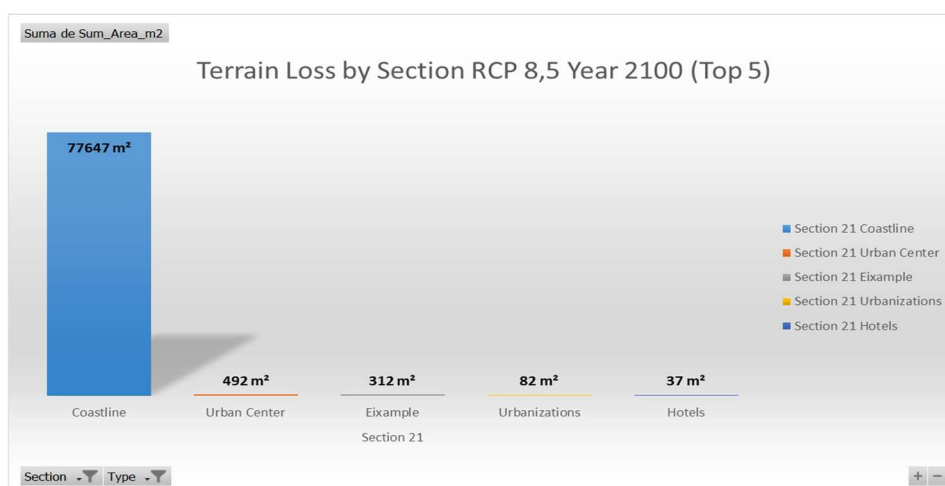 Suma de Sum_Area_m2
Terrain Loss by Section RCP 8,5 Year 2100 (Top 5)
77647 m²
492 m²
312 m²
82 m²
37 m²
Coastline
Urban Center
Eixample
Urbanizations
Hotels
Section 21
Section 21 Coastline
Section 21 Urban Center
Section 21 Eixample
Section 21 Urbanizations
Section 21 Hotels
Section
Type
+ −